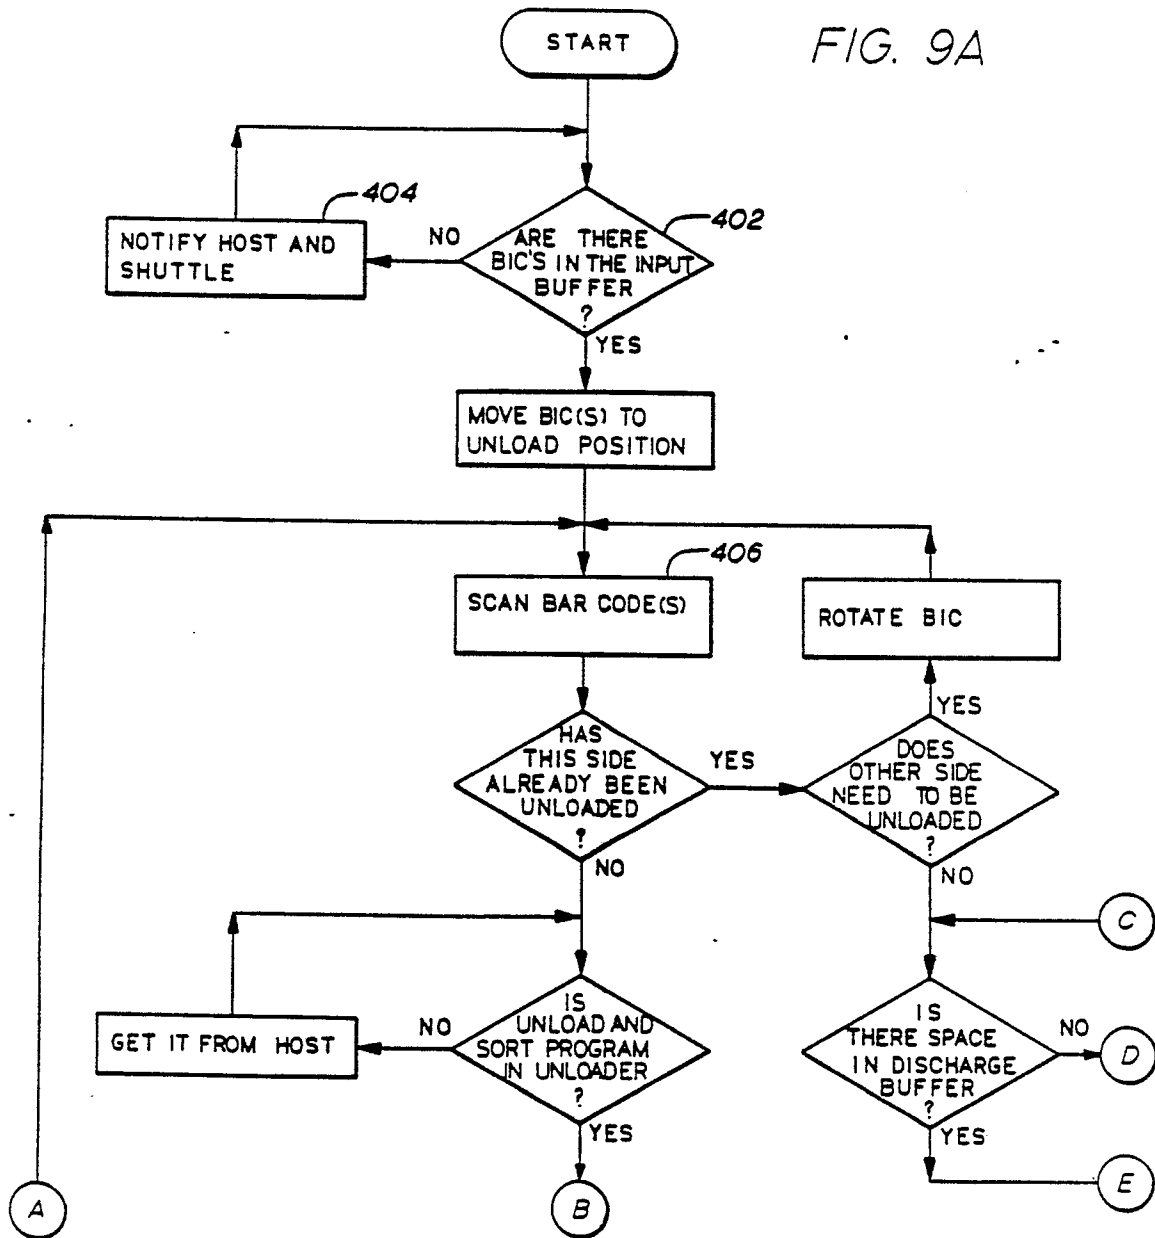 START
FIG. 9A
404
NOTIFY HOST AND
SHUTTLE
NO
402
ARE THERE
BIC'S IN THE INPUT
BUFFER
?
YES
MOVE BIC(S) TO
UNLOAD POSITION
406
SCAN BAR CODE(S)
ROTATE BIC
YES
HAS
THIS SIDE
ALREADY BEEN
UNLOADED
?
YES
DOES
OTHER SIDE
NEED TO BE
UNLOADED
?
NO
NO
C
GET IT FROM HOST
NO
IS
UNLOAD AND
SORT PROGRAM
IN UNLOADER
?
YES
IS
THERE SPACE
IN DISCHARGE
BUFFER
?
NO
D
YES
E
A
B